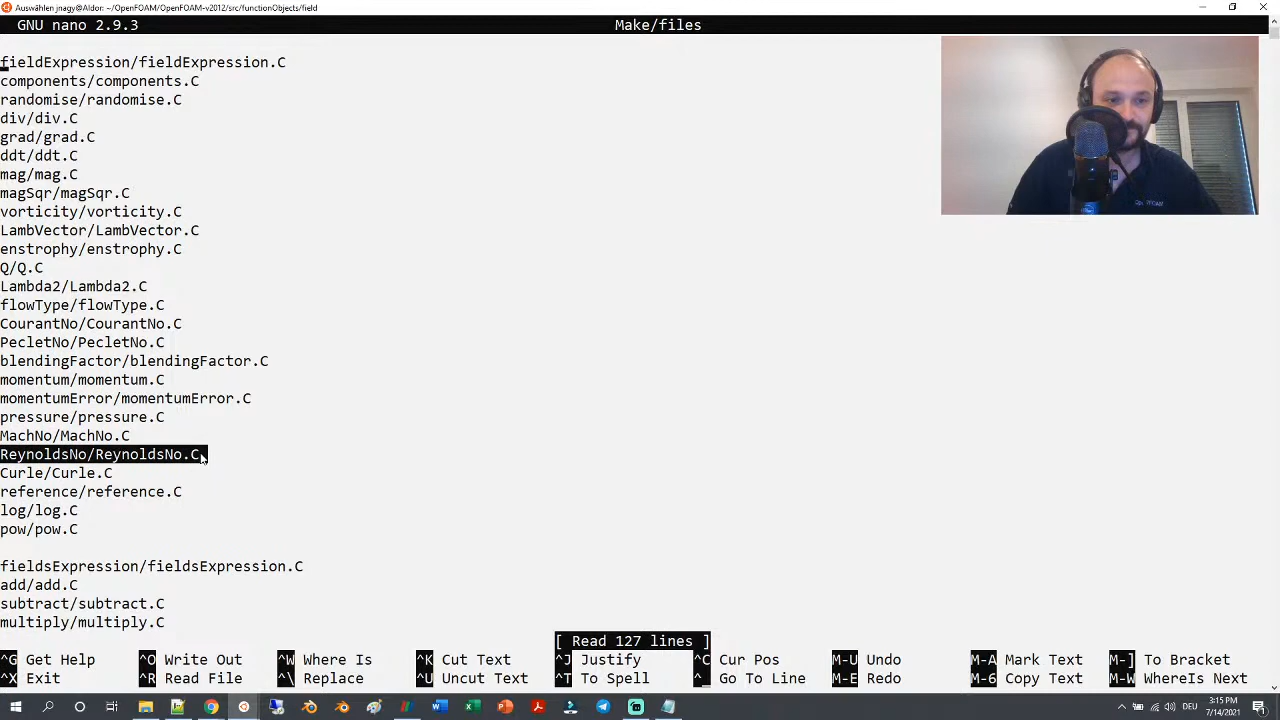 Auswählen jnagy@Aldor: ~/OpenFOAM/OpenFOAM-v2012/src/functionObjects/field
GNU nano 2.9.3 Make/files
fieldExpression/fieldExpression.C
components/components.C
randomise/randomise.C
div/div.C
grad/grad.C
ddt/ddt.C
mag/mag.C
magSqr/magSqr.C
vorticity/vorticity.C
LambVector/LambVector.C
enstrophy/enstrophy.C
Q/Q.C
Lambda2/Lambda2.C
flowType/flowType.C
CourantNo/CourantNo.C
PecletNo/PecletNo.C
blendingFactor/blendingFactor.C
momentum/momentum.C
momentumError/momentumError.C
pressure/pressure.C
MachNo/MachNo.C
ReynoldsNo/ReynoldsNo.C
Curle/Curle.C
reference/reference.C
log/log.C
pow/pow.C
fieldsExpression/fieldsExpression.C
add/add.C
subtract/subtract.C
multiply/multiply.C
[ Read 127 lines ]
^G Get Help ^O Write Out ^W Where Is ^K Cut Text ^J Justify ^C Cur Pos M-U Undo M-A Mark Text M-] To Bracket
^X Exit ^R Read File ^\ Replace ^U Uncut Text ^T To Spell ^_ Go To Line M-E Redo M-6 Copy Text M-W WhereIs Next
DEU 3:15 PM
7/14/2021